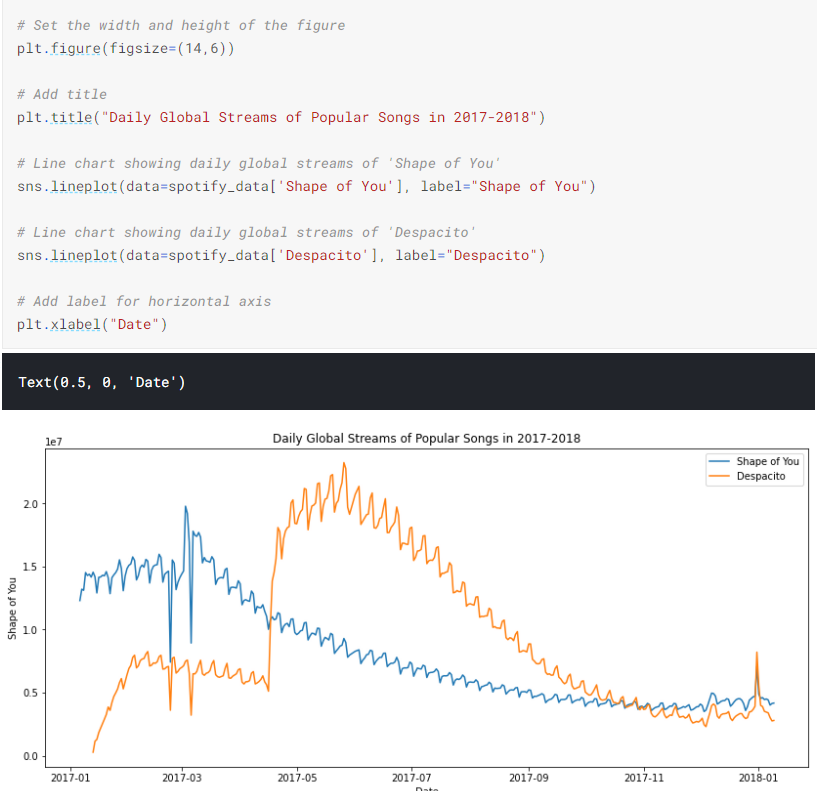 # Set the width and height of the figure
plt.figure(figsize=(14,6))
# Add title
plt.title("Daily Global Streams of Popular Songs in 2017-2018")
# Line chart showing daily global streams of 'Shape of You'
sns.lineplot(data=spotify_data['Shape of You'], label="Shape of You")
# Line chart showing daily global streams of 'Despacito'
sns.lineplot(data=spotify_data['Despacito'], label="Despacito")
# Add label for horizontal axis
plt.xlabel("Date")
Text(0.5, 0, 'Date')
Daily Global Streams of Popular Songs in 2017-2018
1e7
Shape of You
Despacito
2.0
1.5
1.0
0.5
0.0
Shape of You
2017-01 2017-03 2017-05 2017-07 2017-09 2017-11 2018-01
Date